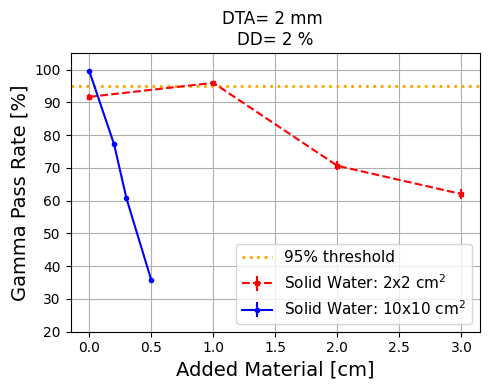 DTA= 2 mm
DD= 2 %
Gamma Pass Rate [%]
100
90
80
70
60
50
40
30
20
95% threshold
Solid Water: 2x2 cm²
Solid Water: 10x10 cm²
0.0 0.5 1.0 1.5 2.0 2.5 3.0
Added Material [cm]